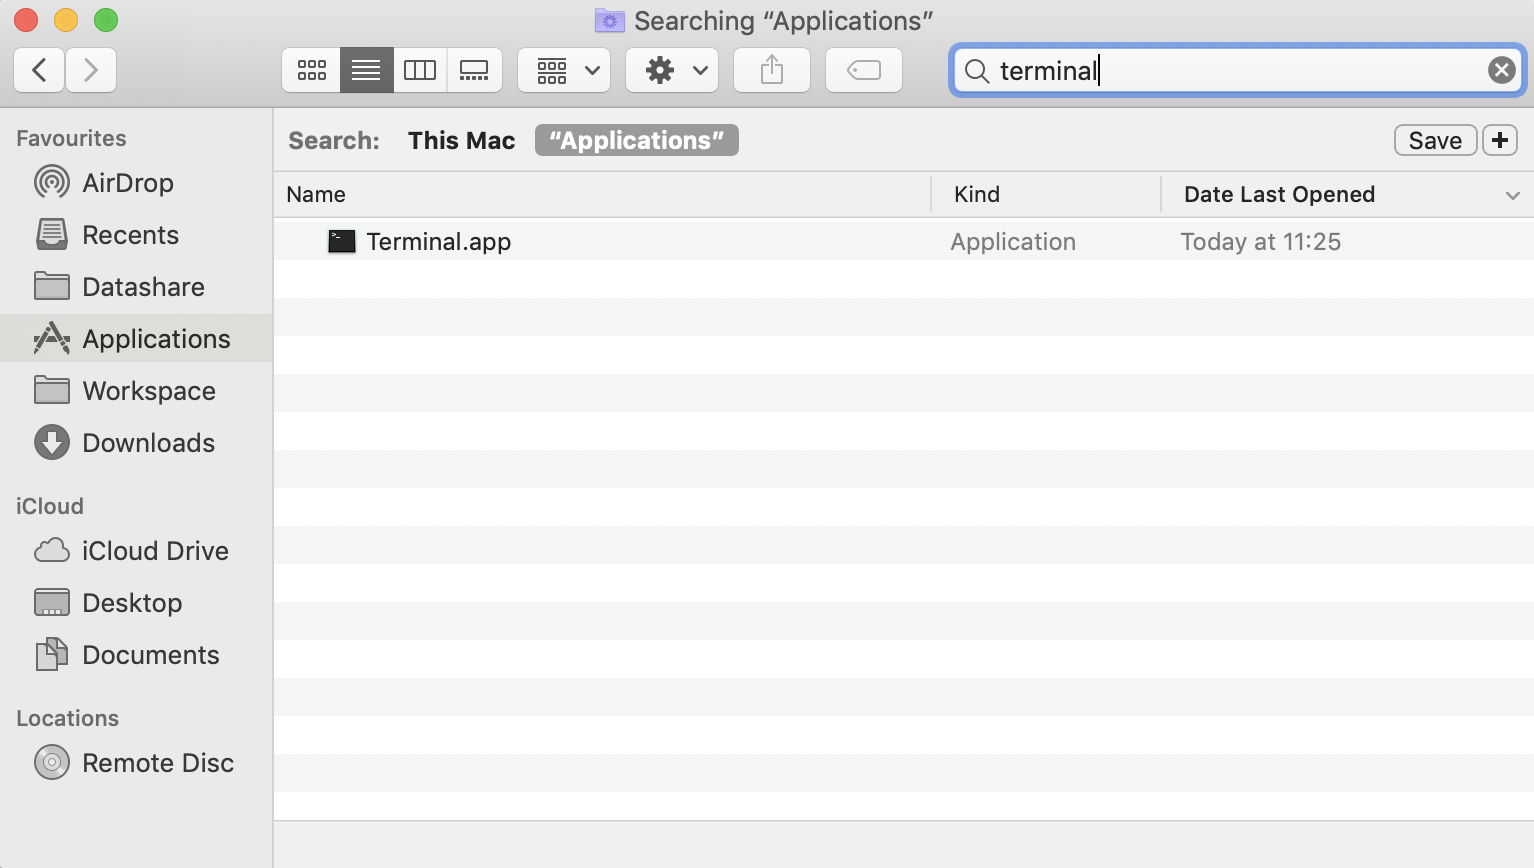 Searching “Applications”
terminal
Favourites
AirDrop
Recents
Datashare
Applications
Workspace
Downloads
iCloud
iCloud Drive
Desktop
Documents
Locations
Remote Disc
Search: This Mac “Applications” Save +
Name Kind Date Last Opened
Terminal.app Application Today at 11:25